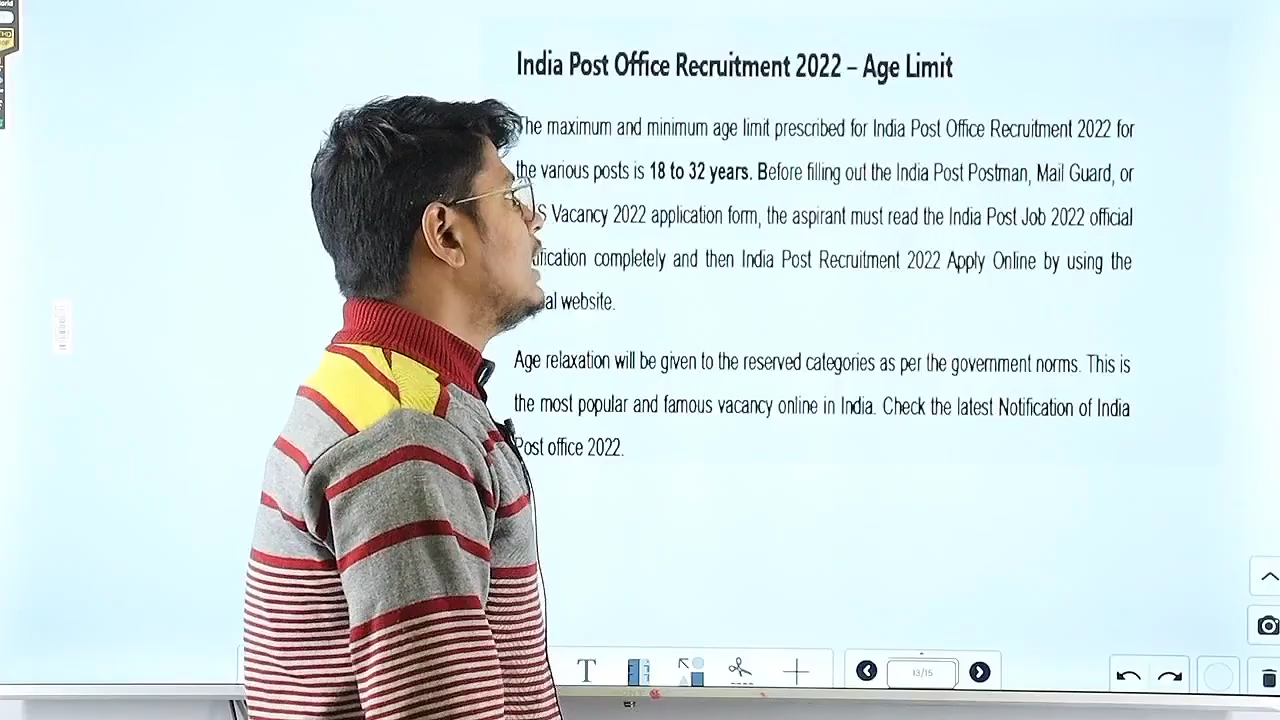 India Post Office Recruitment 2022 – Age Limit
The maximum and minimum age limit prescribed for India Post Office Recruitment 2022 for
the various posts is 18 to 32 years. Before filling out the India Post Postman, Mail Guard, or
S Vacancy 2022 application form, the aspirant must read the India Post Job 2022 official
ification completely and then India Post Recruitment 2022 Apply Online by using the
al website.
Age relaxation will be given to the reserved categories as per the government norms. This is
the most popular and famous vacancy online in India. Check the latest Notification of India
Post office 2022.
T
13/15